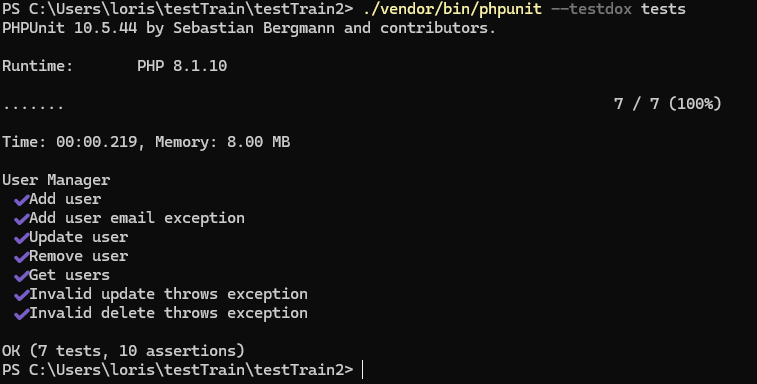 PS C:\Users\loris\testTrain\testTrain2> ./vendor/bin/phpunit --testdox tests
PHPUnit 10.5.44 by Sebastian Bergmann and contributors.
Runtime:       PHP 8.1.10
.......                                                             7 / 7 (100%)
Time: 00:00.219, Memory: 8.00 MB
User Manager
✔Add user
✔Add user email exception
✔Update user
✔Remove user
✔Get users
✔Invalid update throws exception
✔Invalid delete throws exception
OK (7 tests, 10 assertions)
PS C:\Users\loris\testTrain\testTrain2>